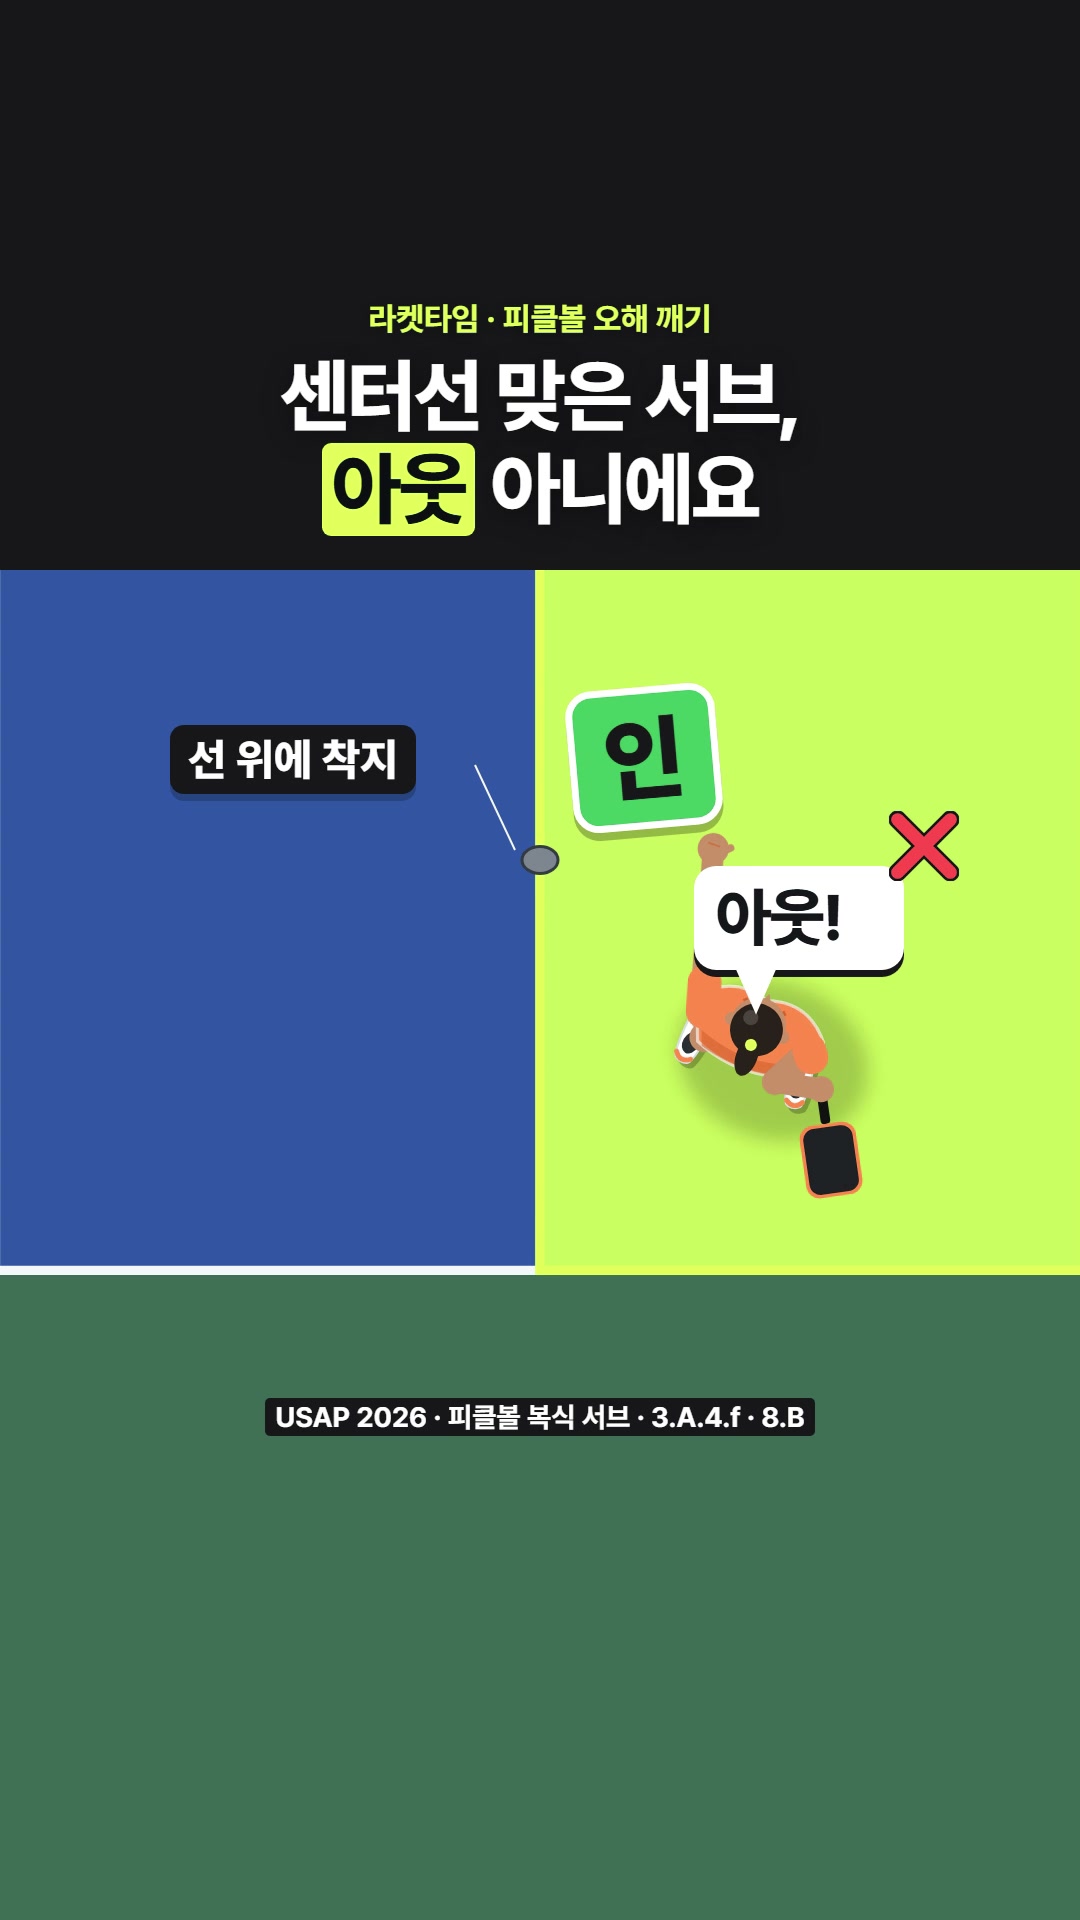 라켓타임 · 피클볼 오해 깨기
센터선 맞은 서브,
아웃 아니에요
인
선 위에 착지
아웃!
USAP 2026 · 피클볼 복식 서브 · 3.A.4.f · 8.B